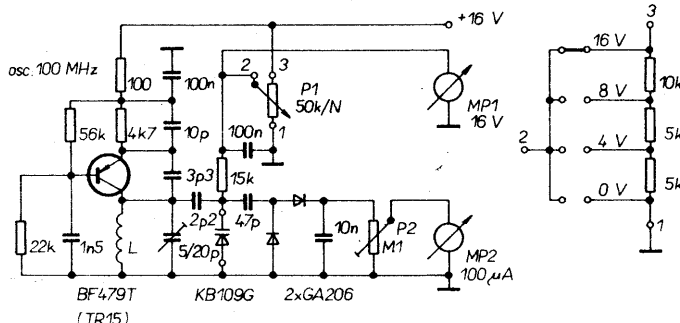 +16 V
osc. 100 MHz
100
100n
2
3
P1
50k/N
1
MP1
16 V
56k
4k7
10p
100n
3p3
15k
2p2
47p
22k
1n5
L
5/20p
10n
P2
M1
MP2
100 µA
BF479T
(TR15)
KB109G
2xGA206
3
16 V
10k
8 V
5k
2
4 V
5k
0 V
1